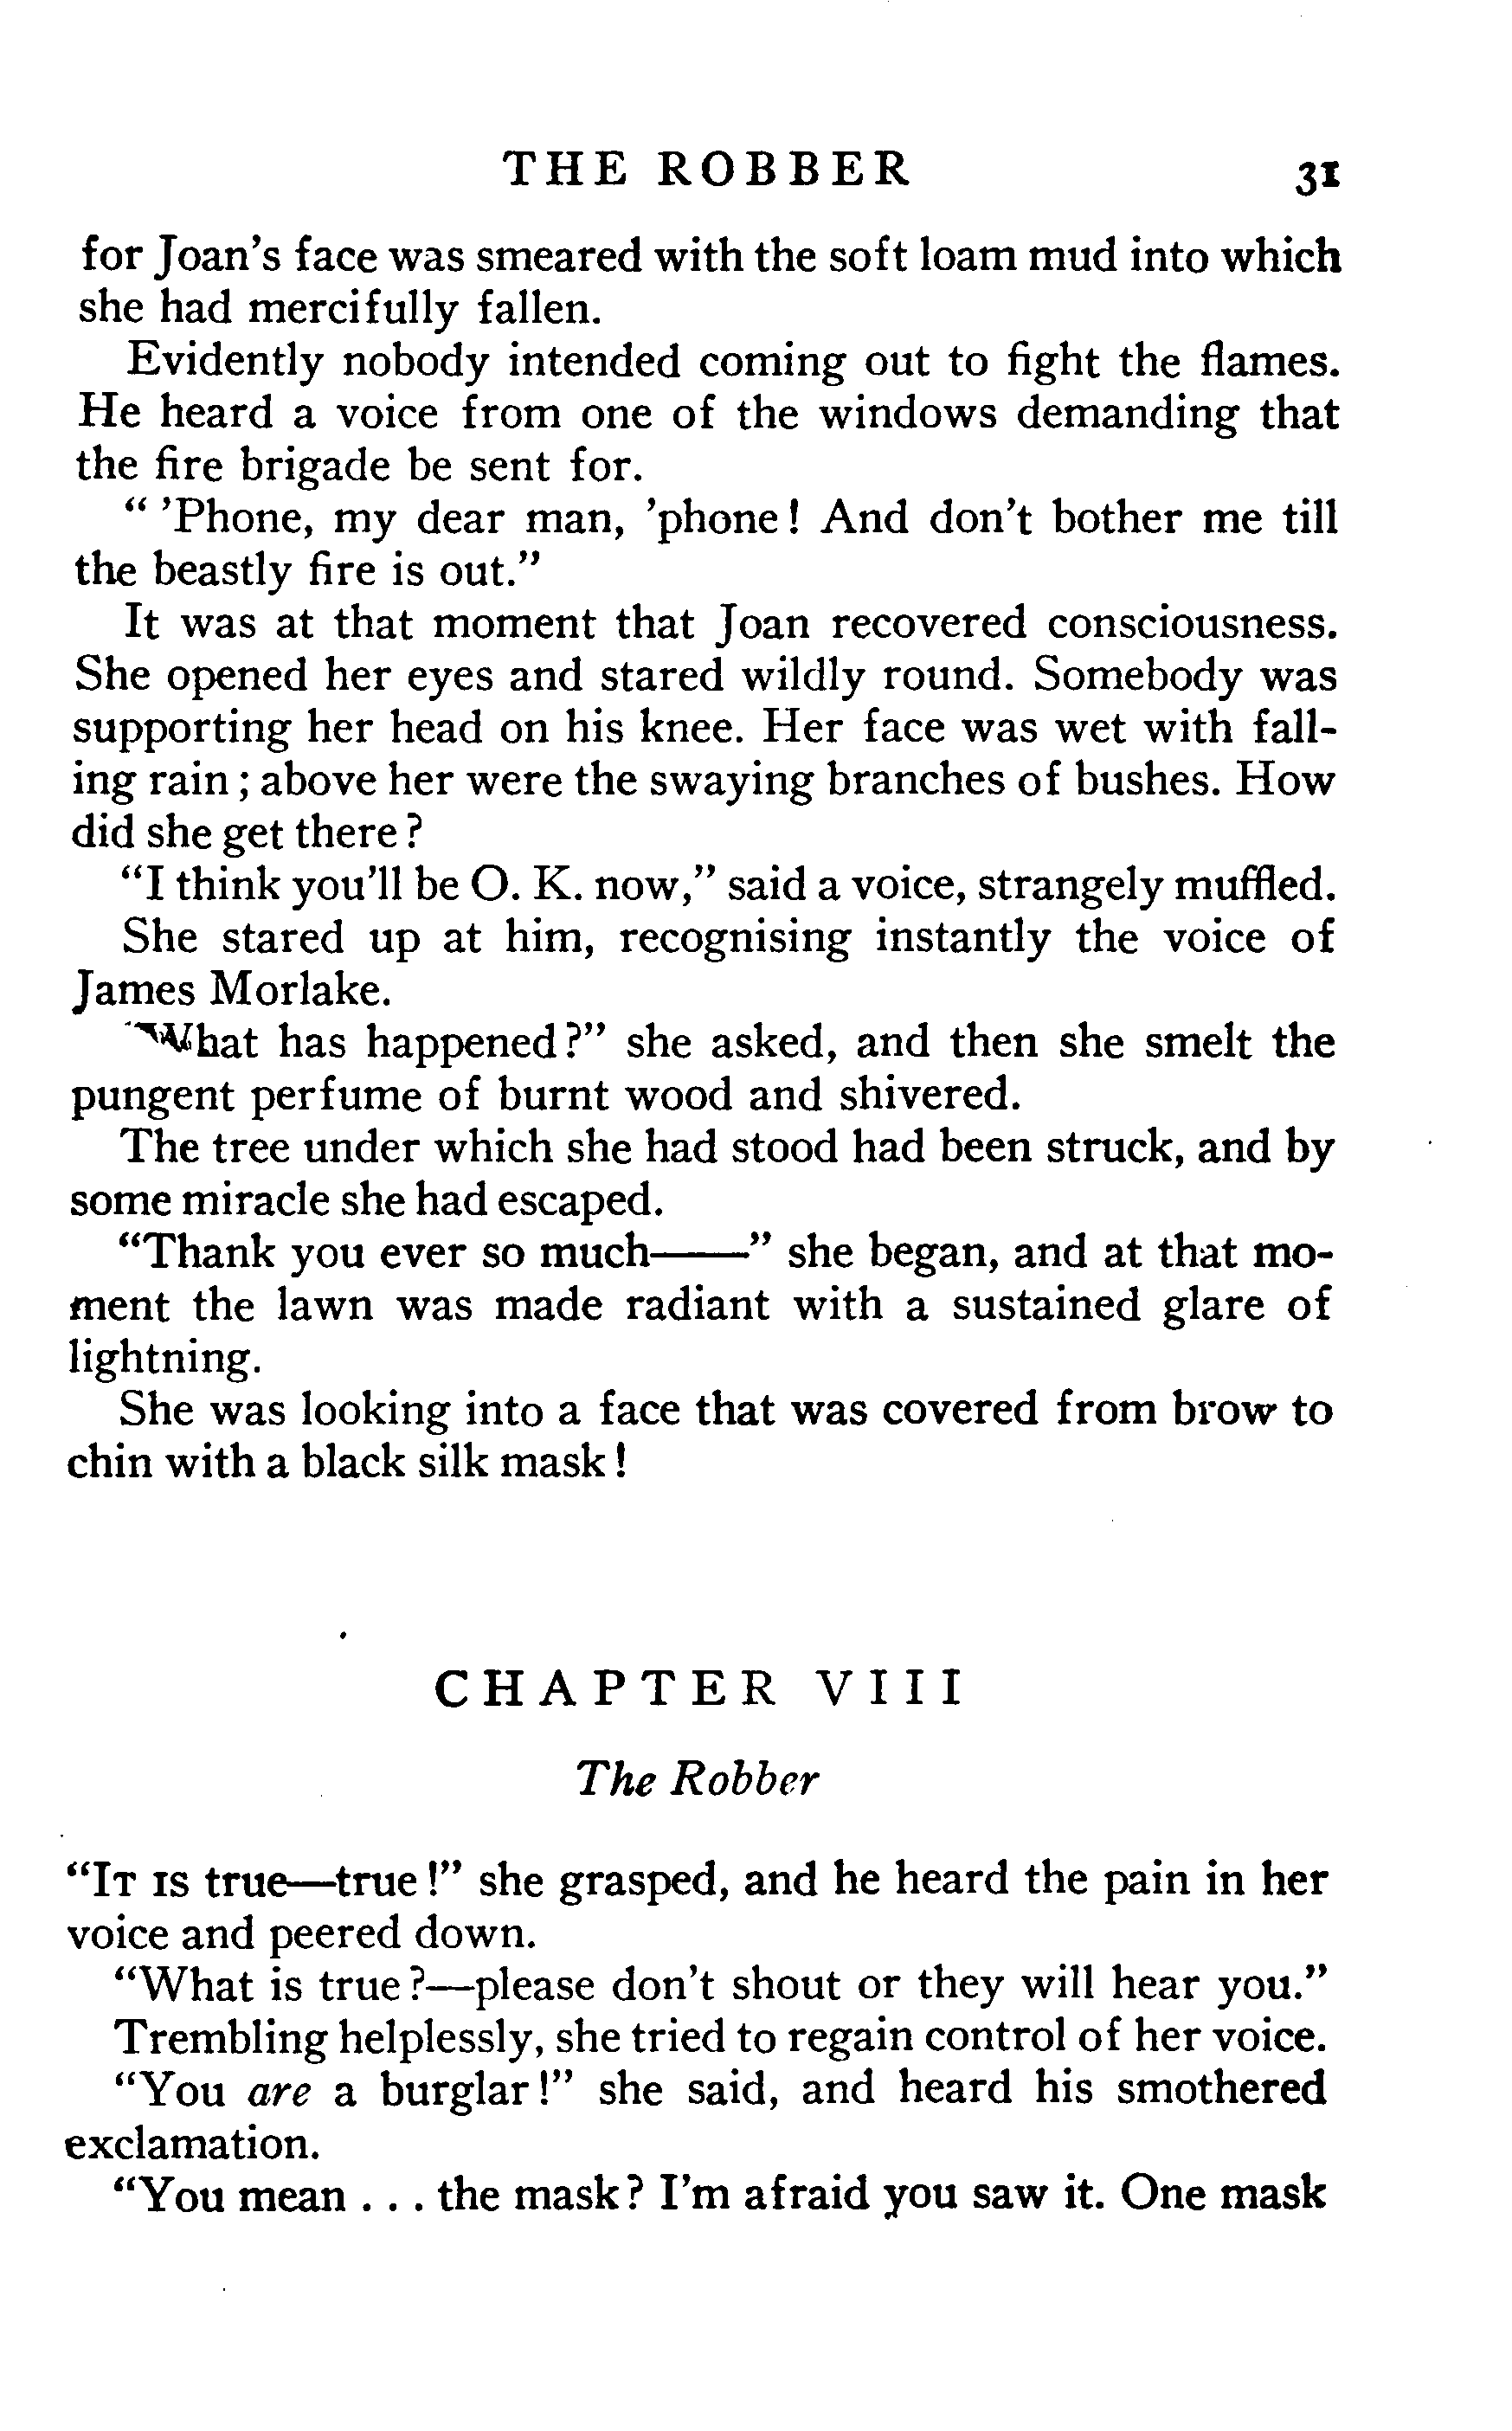 THE ROBBER 31
for Joan's face was smeared with the soft loam mud into which
she had mercifully fallen.
Evidently nobody intended coming out to fight the flames.
He heard a voice from one of the windows demanding that
the fire brigade be sent for.
" 'Phone, my dear man, 'phone! And don't bother me till
the beastly fire is out."
It was at that moment that Joan recovered consciousness.
She opened her eyes and stared wildly round. Somebody was
supporting her head on his knee. Her face was wet with fall-
ing rain; above her were the swaying branches of bushes. How
did she get there?
"I think you'll be O. K. now," said a voice, strangely muffled.
She stared up at him, recognising instantly the voice of
James Morlake.
"What has happened?" she asked, and then she smelt the
pungent perfume of burnt wood and shivered.
The tree under which she had stood had been struck, and by
some miracle she had escaped.
"Thank you ever so much——" she began, and at that mo-
ment the lawn was made radiant with a sustained glare of
lightning.
She was looking into a face that was covered from brow to
chin with a black silk mask!
CHAPTER VIII
The Robber
"IT IS true—true!" she grasped, and he heard the pain in her
voice and peered down.
"What is true?—please don't shout or they will hear you."
Trembling helplessly, she tried to regain control of her voice.
"You are a burglar!" she said, and heard his smothered
exclamation.
"You mean . . . the mask? I'm afraid you saw it. One mask